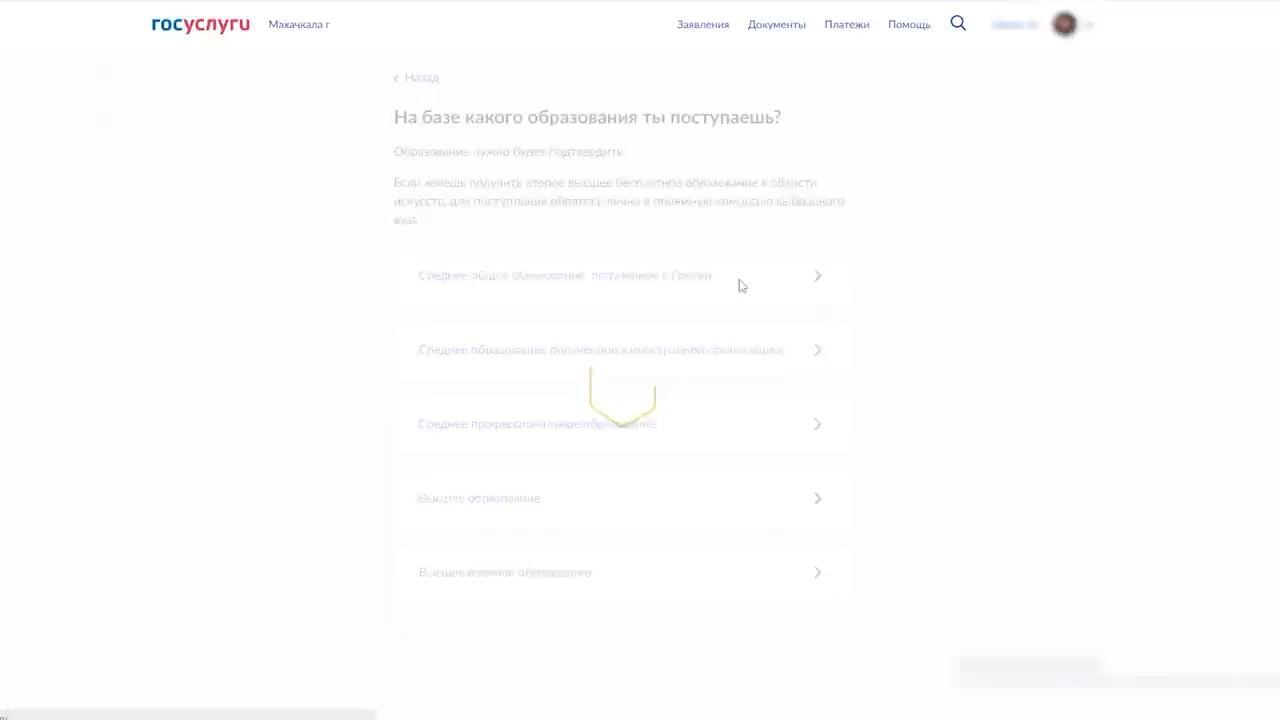 госуслуги Махачкала г Заявления Документы Платежи Помощь
Назад
На базе какого образования ты поступаешь?
Образование нужно будет подтвердить
Если хочешь получить второе высшее бесплатное образование в области
искусств, для поступления обратись лично в приёмную комиссию выбранного
вуза
Среднее общее образование, полученное в России
Среднее образование, полученное в иностранной организации
Среднее профессиональное образование
Высшее образование
Высшее военное образование